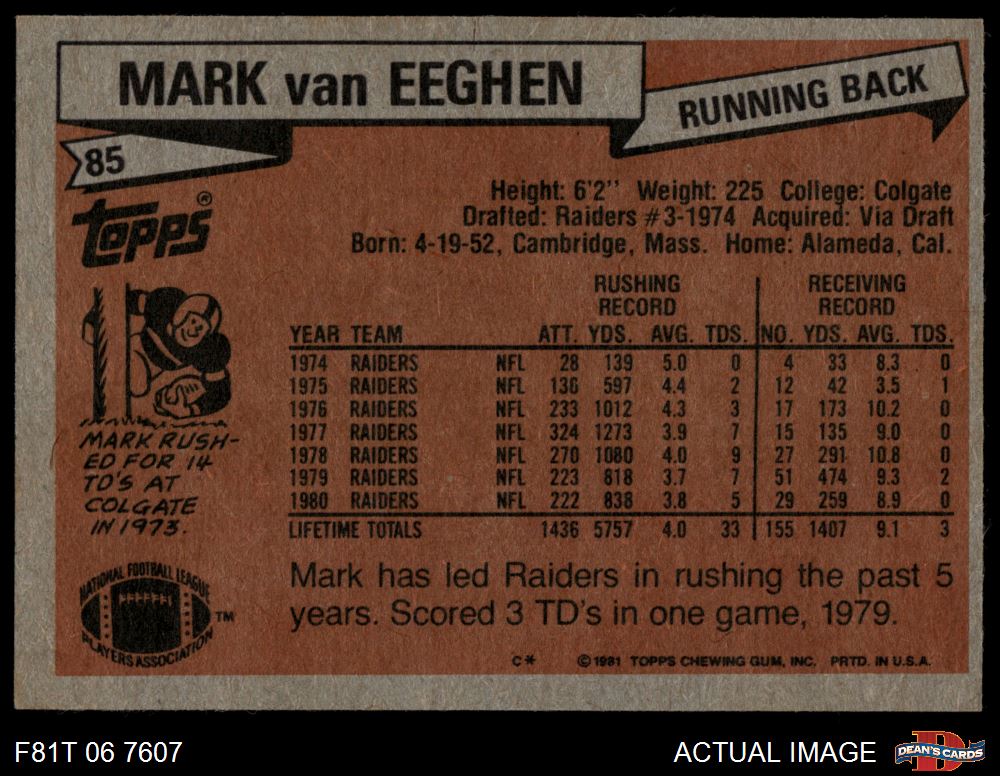 MARK van EEGHEN
RUNNING BACK
85
Topps®
Height: 6'2" Weight: 225 College: Colgate
Drafted: Raiders #3-1974 Acquired: Via Draft
Born: 4-19-52, Cambridge, Mass. Home: Alameda, Cal.
RUSHING RECORD RECEIVING RECORD
YEAR TEAM ATT. YDS. AVG. TDS. NO. YDS. AVG. TDS.
1974 RAIDERS NFL 28 139 5.0 0 4 33 8.3 0
1975 RAIDERS NFL 136 597 4.4 2 12 42 3.5 1
1976 RAIDERS NFL 233 1012 4.3 3 17 173 10.2 0
1977 RAIDERS NFL 324 1273 3.9 7 15 135 9.0 0
1978 RAIDERS NFL 270 1080 4.0 9 27 291 10.8 0
1979 RAIDERS NFL 223 818 3.7 7 51 474 9.3 2
1980 RAIDERS NFL 222 838 3.8 5 29 259 8.9 0
LIFETIME TOTALS 1436 5757 4.0 33 155 1407 9.1 3
MARK RUSH-
ED FOR 14
TD'S AT
COLGATE
IN 1973.
NATIONAL FOOTBALL LEAGUE
PLAYERS ASSOCIATION
TM
Mark has led Raiders in rushing the past 5
years. Scored 3 TD's in one game, 1979.
C* ©1981 TOPPS CHEWING GUM, INC. PRTD. IN U.S.A.
F81T 06 7607
ACTUAL IMAGE
D
DEAN'S CARDS